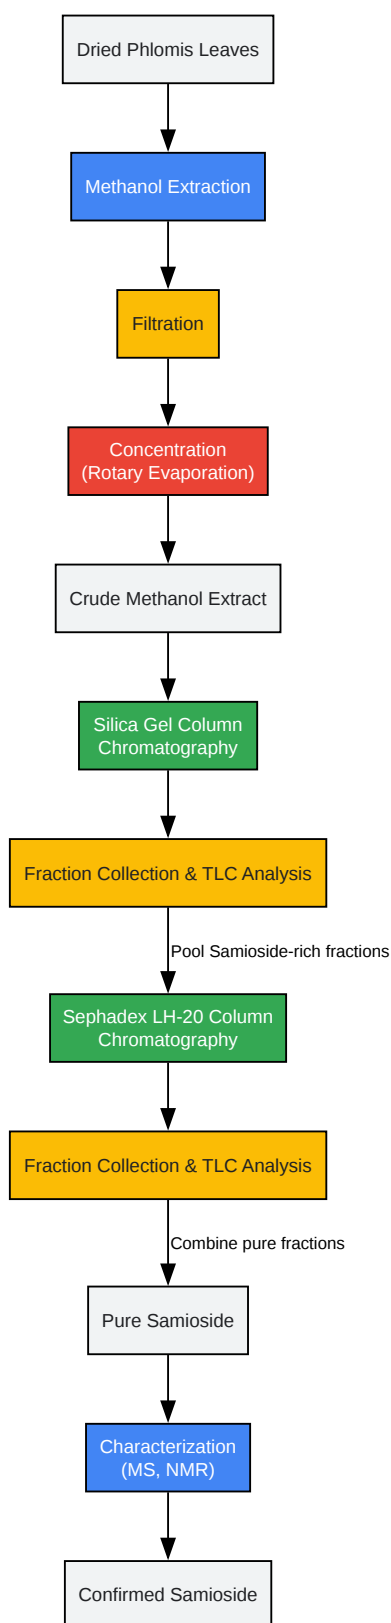 Dried Phlomis Leaves
Methanol Extraction
Filtration
Concentration
(Rotary Evaporation)
Crude Methanol Extract
Silica Gel Column
Chromatography
Fraction Collection & TLC Analysis
Pool Samioside-rich fractions
Sephadex LH-20 Column
Chromatography
Fraction Collection & TLC Analysis
Combine pure fractions
Pure Samioside
Characterization
(MS, NMR)
Confirmed Samioside